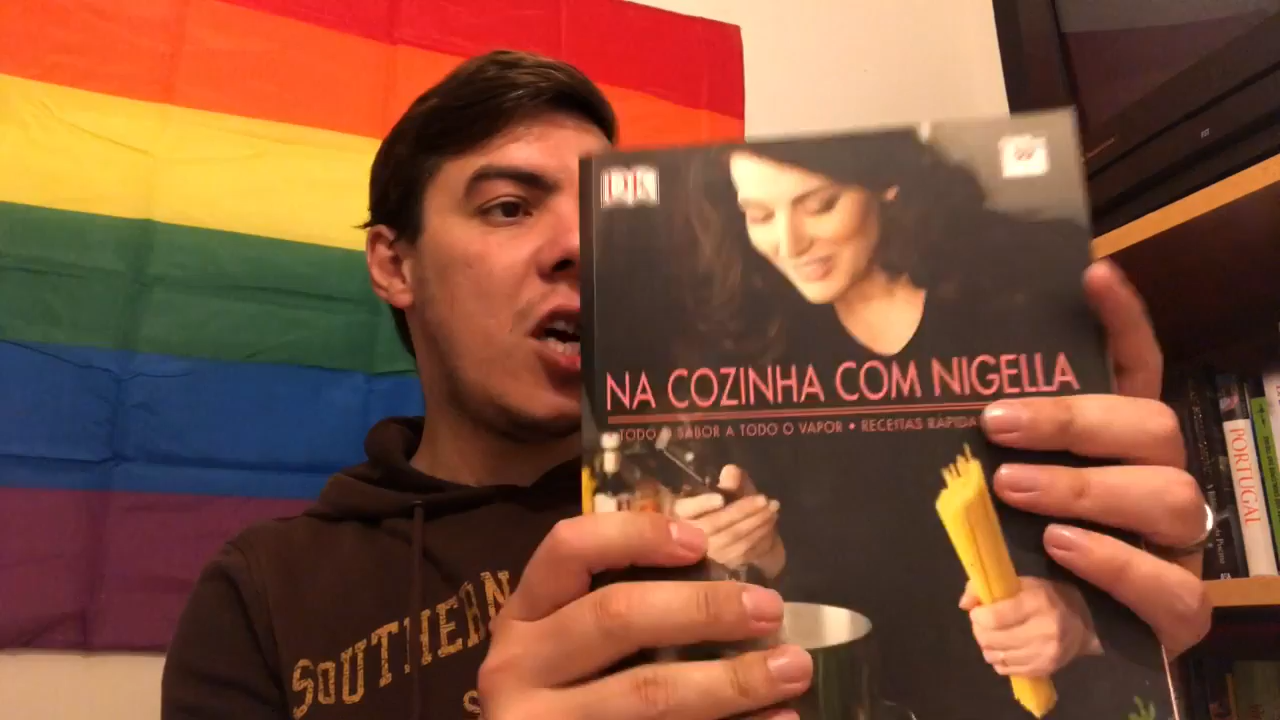 DK
NA COZINHA COM NIGELLA
TODO O SABOR A TODO O VAPOR • RECEITAS RÁPIDA
SOUTHERN
PORTUGAL